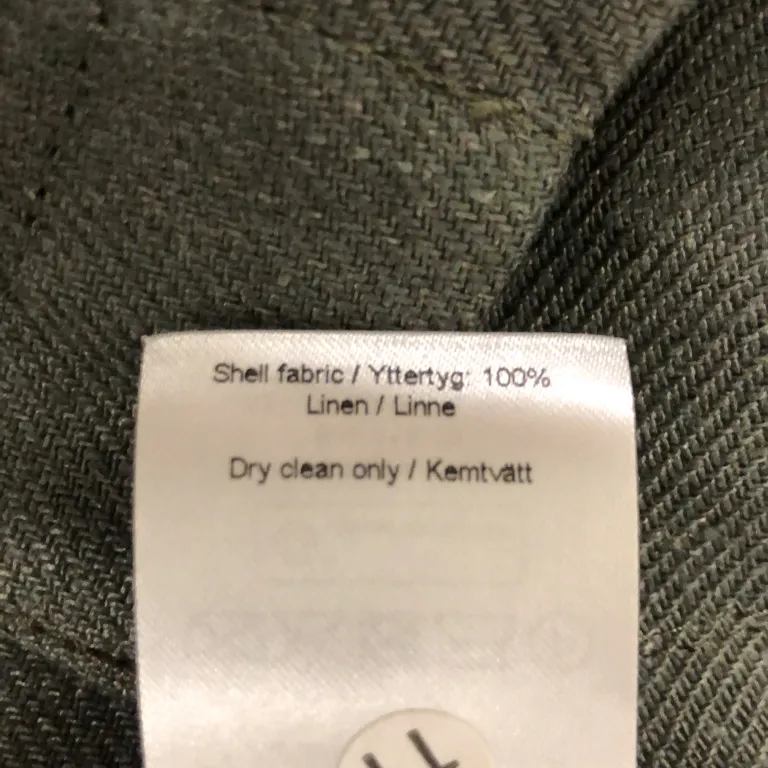 Shell fabric / Yttertyg: 100%
Linen / Linne
Dry clean only / Kemtvätt